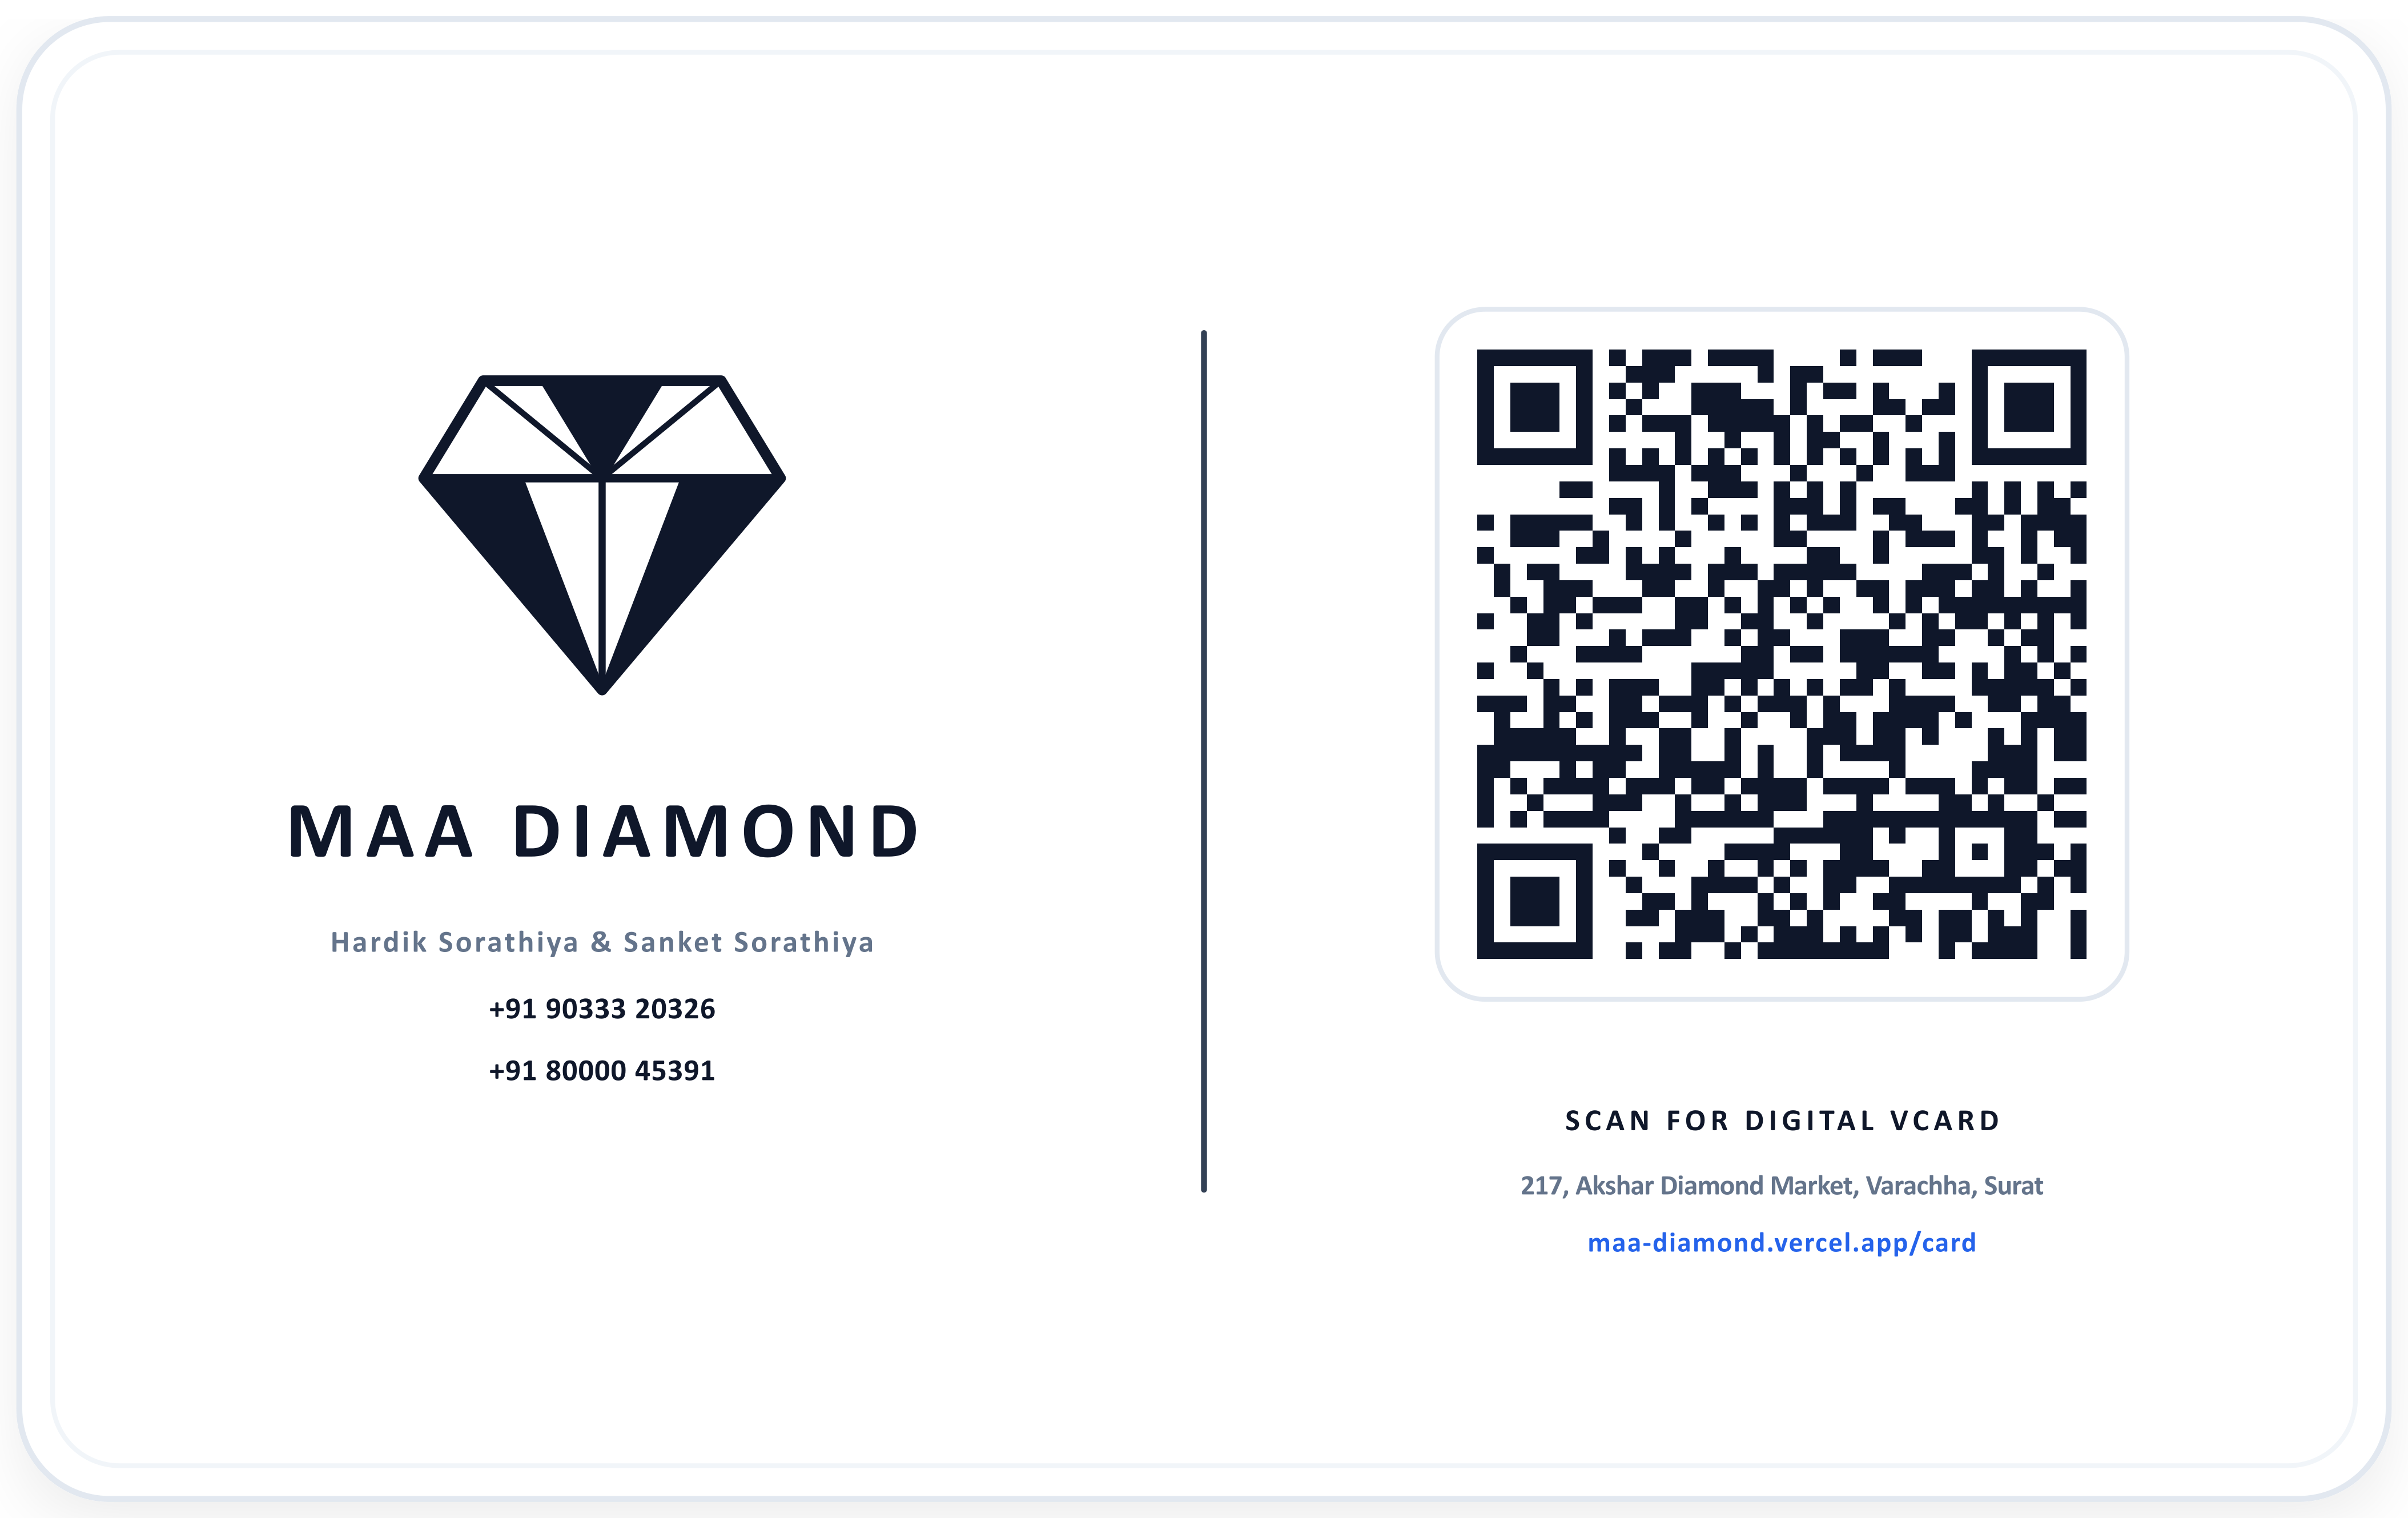 MAA DIAMOND
Hardik Sorathiya & Sanket Sorathiya
+91 90333 20326
+91 80000 45391
SCAN FOR DIGITAL VCARD
217, Akshar Diamond Market, Varachha, Surat
maa-diamond.vercel.app/card